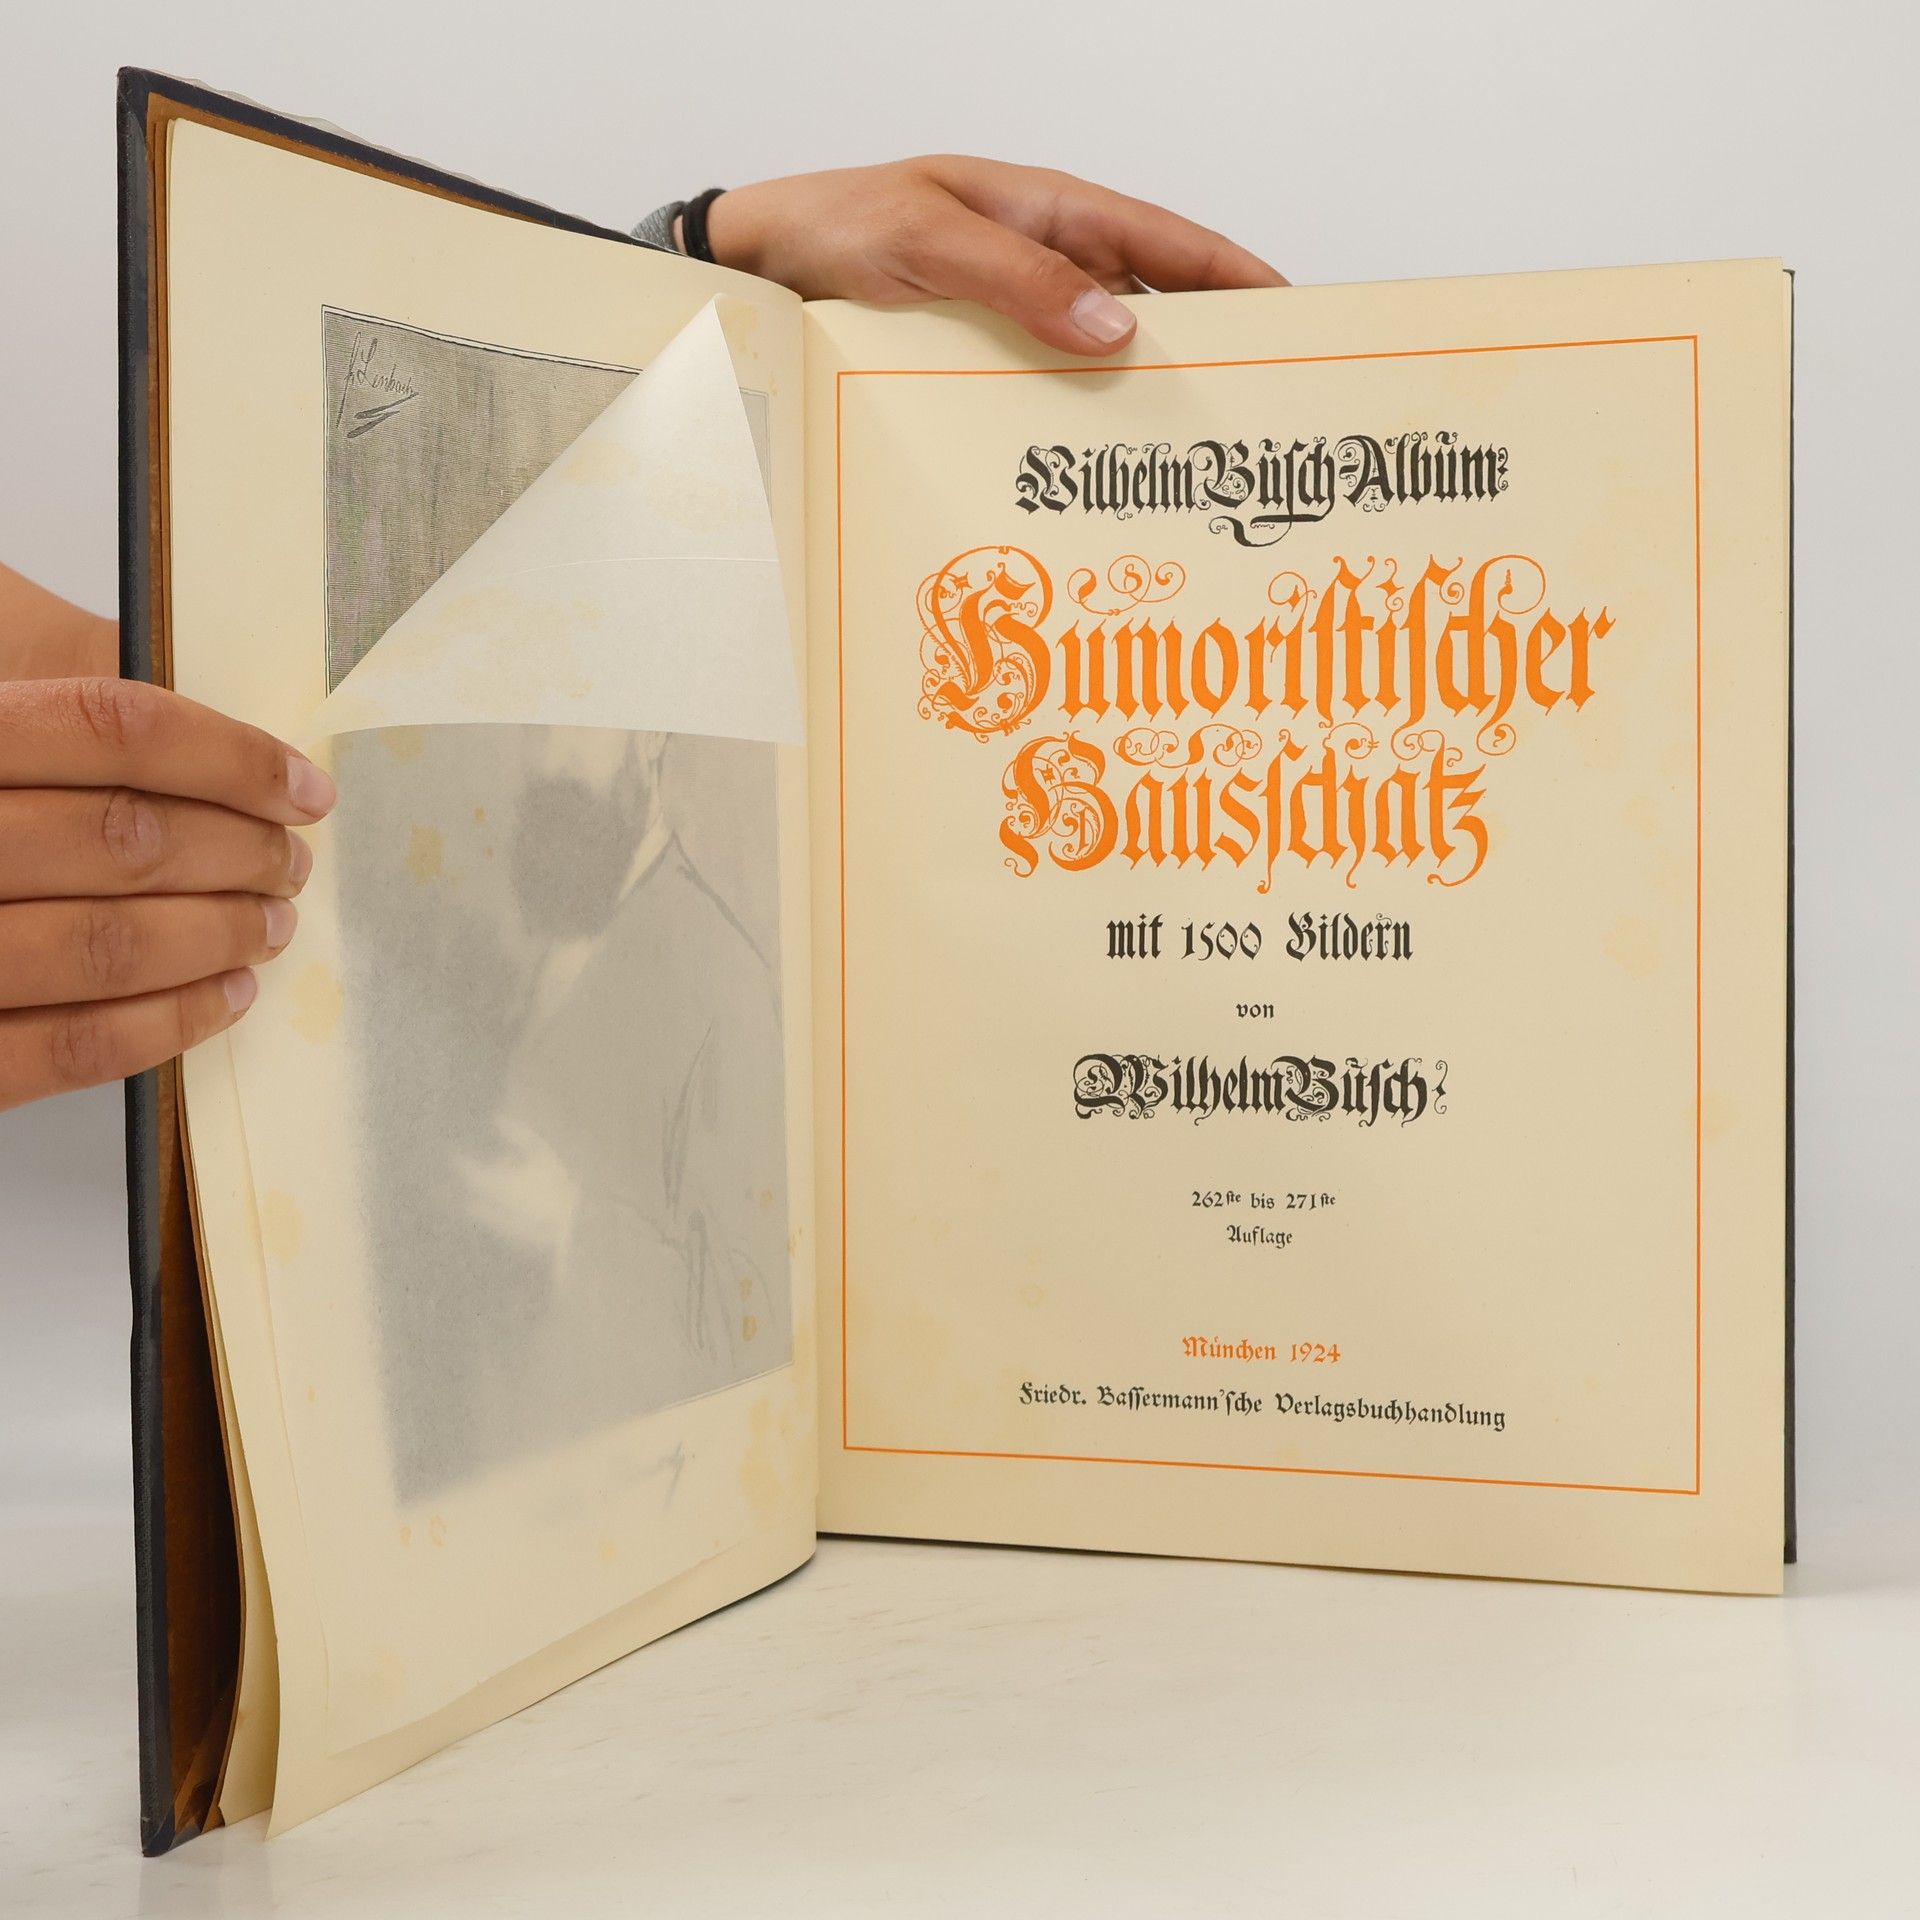 F. Lenbach
Wilhelm Busch-Album
Humoristischer
Hausschatz
mit 1500 Bildern
von
Wilhelm Busch
262ste bis 271ste
Auflage
München 1924
Friedr. Bassermann'sche Verlagsbuchhandlung